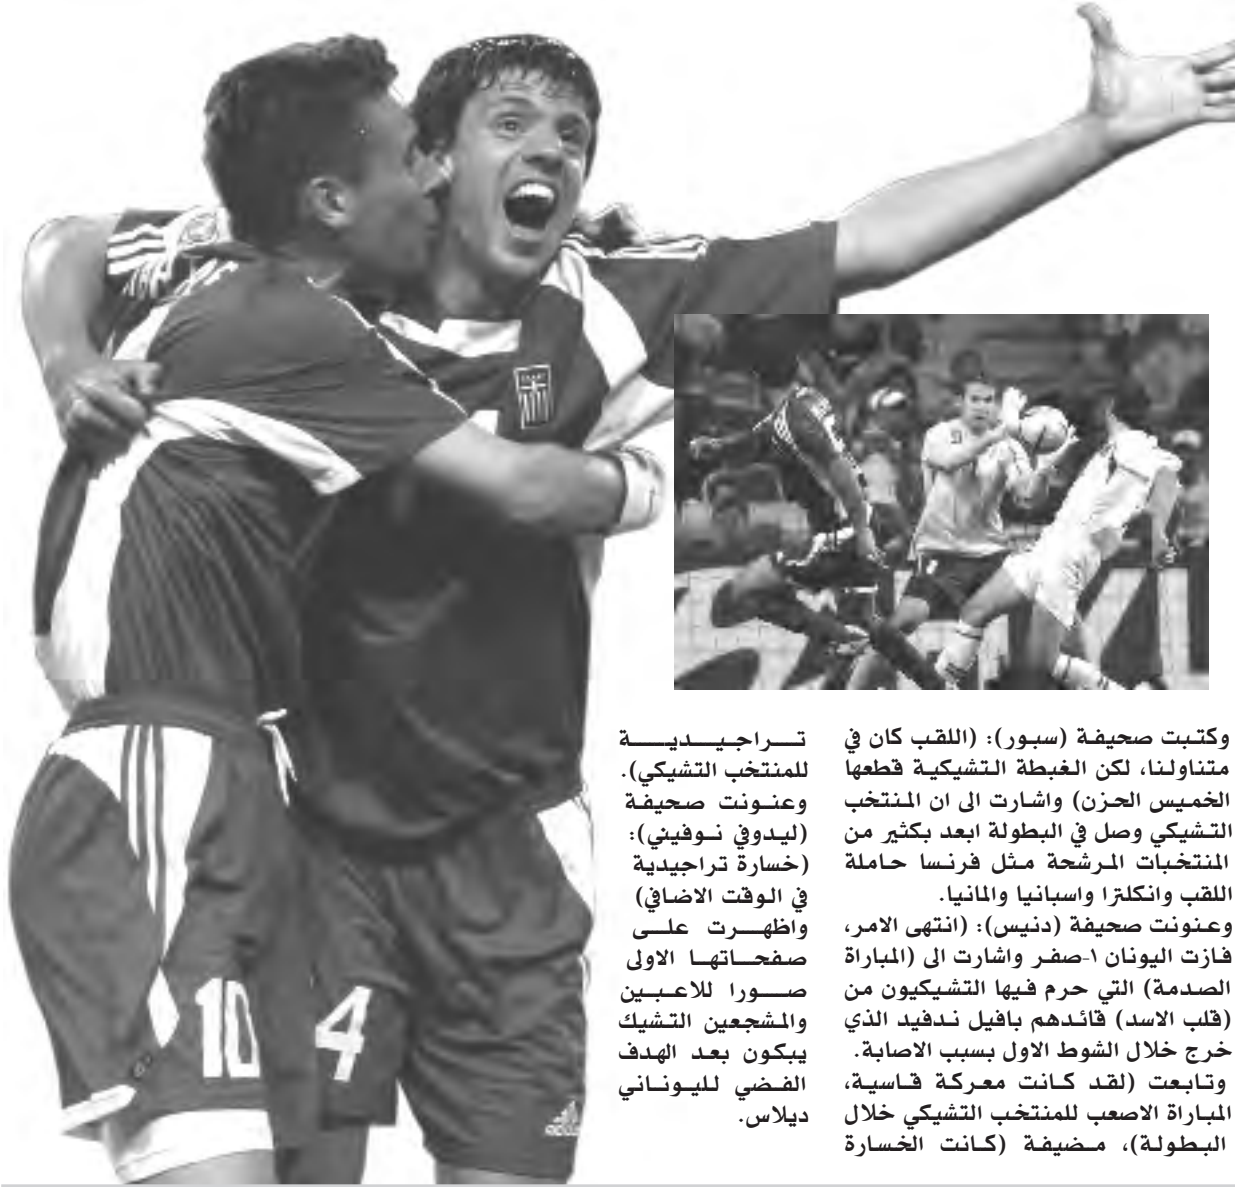 وكتبت صحيفة (سبور): (اللقب كان في
متناولنا، لكن الغبطة التشيكية قطعها
الخميس الحزن) واشارت الى ان المنتخب
التشيكي وصل في البطولة ابعد بكثير من
المنتخبات المرشحة مثل فرنسا حاملة
اللقب وانكلترا واسبانيا والمانيا.
وعنونت صحيفة (دنيس): (انتهى الامر،
فازت اليونان ١-صفر واشارت الى (المباراة
الصدمة) التي حرم فيها التشيكيون من
(قلب الاسد) قائدهم بافيل ندفيد الذي
خرج خلال الشوط الاول بسبب الاصابة.
وتابعت (لقد كانت معركة قاسية،
المباراة الاصعب للمنتخب التشيكي خلال
البطولة)، مضيفة (كانت الخسارة
تراجيدية
للمنتخب التشيكي).
وعنونت صحيفة
(ليدوفي نوفيني):
(خسارة تراجيدية
في الوقت الاضافي)
واظهرت على
صفحاتها الاولى
صورا للاعبين
والمشجعين التشيك
يبكون بعد الهدف
الفضي لليوناني
ديلاس.
10
4
adidas